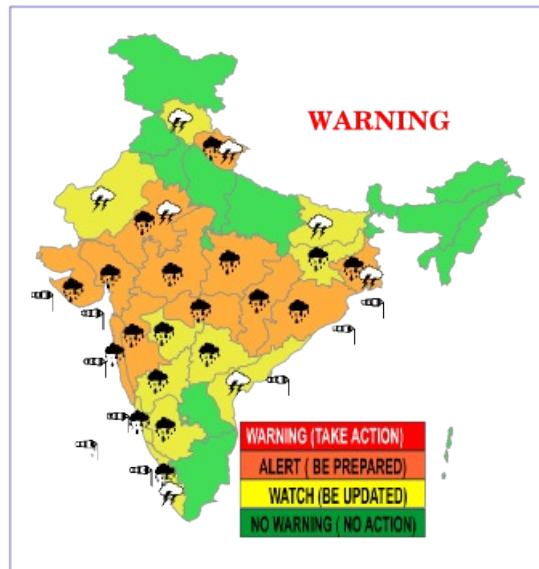 WARNING
WARNING (TAKE ACTION)
ALERT ( BE PREPARED)
WATCH (BE UPDATED)
NO WARNING ( NO ACTION)